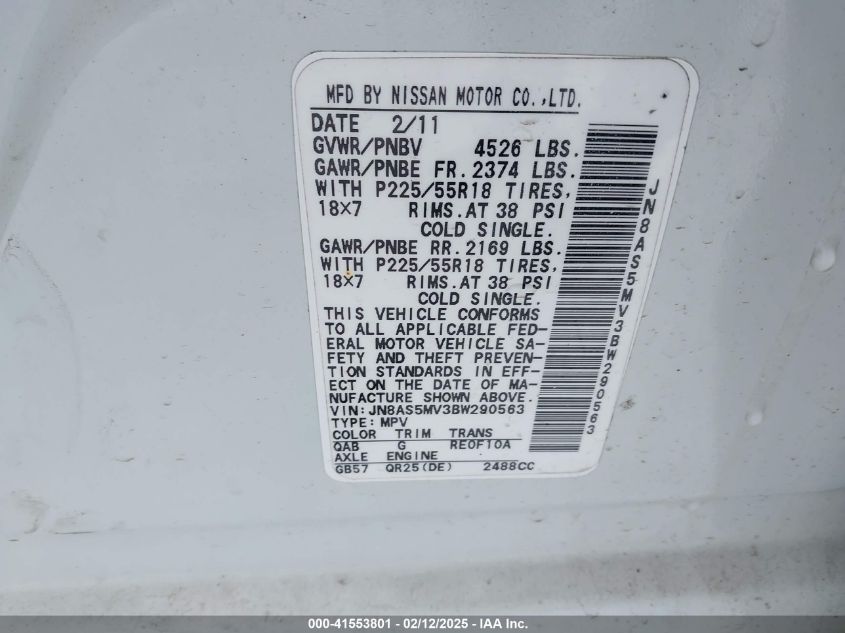 MFD BY NISSAN MOTOR CO.,LTD.
DATE 2/11
GVWR/PNBV 4526 LBS.
GAWR/PNBE FR. 2374 LBS.
WITH P225/55R18 TIRES,
18×7 RIMS.AT 38 PSI
COLD SINGLE.
GAWR/PNBE RR. 2169 LBS.
WITH P225/55R18 TIRES,
18×7 RIMS.AT 38 PSI
COLD SINGLE.
THIS VEHICLE CONFORMS
TO ALL APPLICABLE FED-
ERAL MOTOR VEHICLE SA-
FETY AND THEFT PREVEN-
TION STANDARDS IN EFF-
ECT ON THE DATE OF MA-
NUFACTURE SHOWN ABOVE.
VIN:JN8AS5MV3BW290563
TYPE:MPV
COLOR TRIM TRANS
QAB G RE0F10A
AXLE ENGINE
GB57 QR25(DE) 2488CC
JN8AS5MV3BW290563
000-41553801 - 02/12/2025 - IAA Inc.